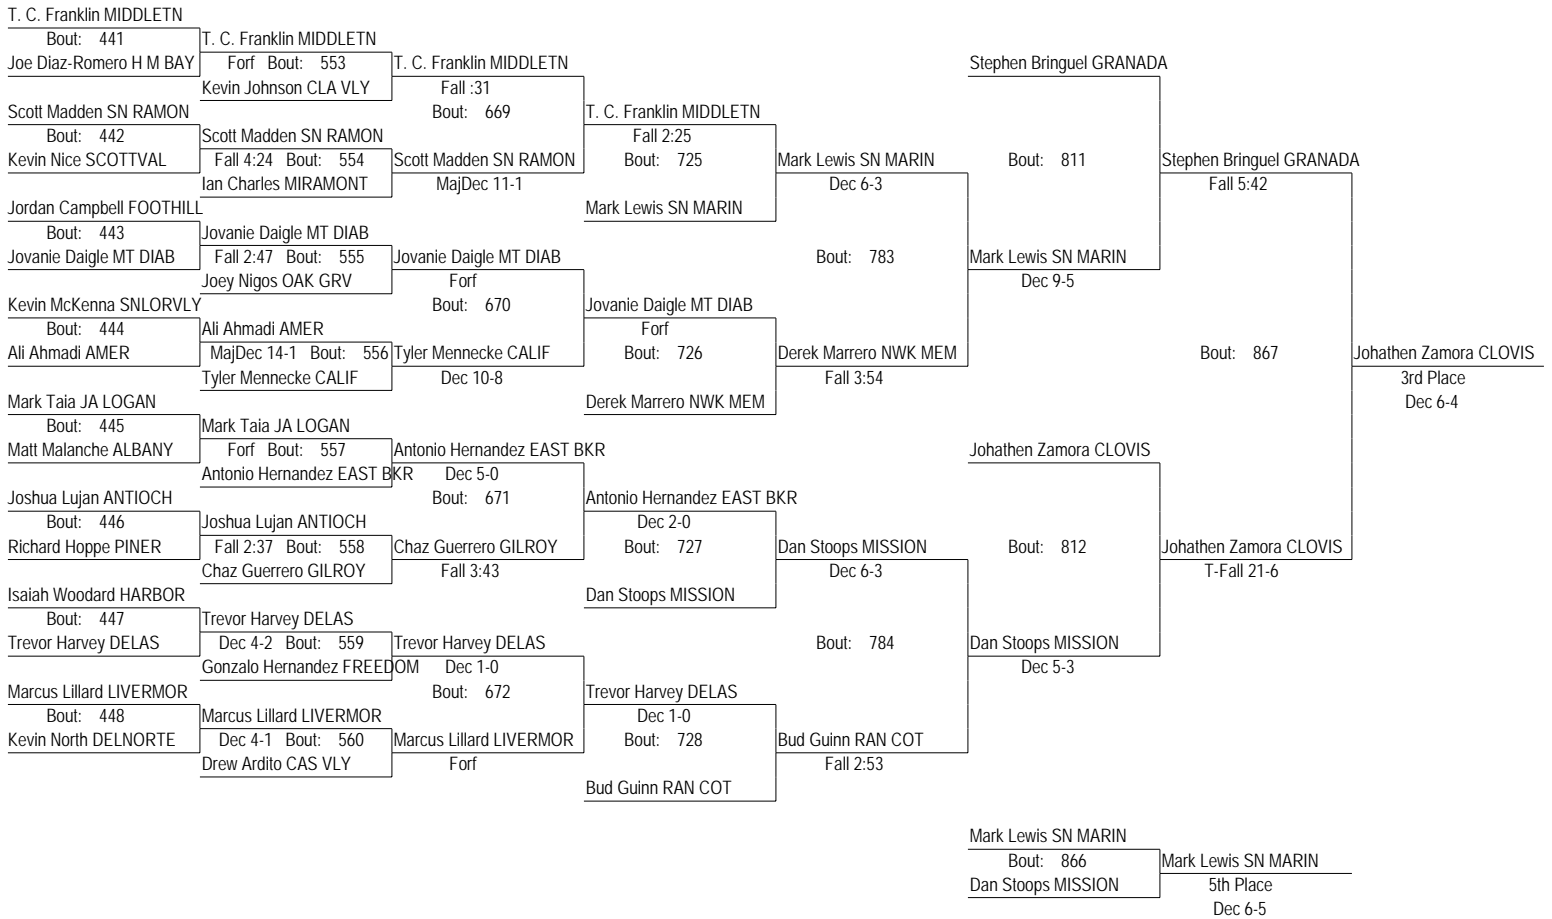 T. C. Franklin MIDDLETN
Bout: 441
T. C. Franklin MIDDLETN
Joe Diaz-Romero H M BAY
Forf Bout: 553
T. C. Franklin MIDDLETN
Stephen Bringuel GRANADA
Kevin Johnson CLA VLY
Fall :31
Scott Madden SN RAMON
Bout: 669
T. C. Franklin MIDDLETN
Bout: 442
Scott Madden SN RAMON
Fall 2:25
Kevin Nice SCOTTVAL
Fall 4:24 Bout: 554
Scott Madden SN RAMON
Bout: 725
Mark Lewis SN MARIN
Bout: 811
Stephen Bringuel GRANADA
Ian Charles MIRAMONT
MajDec 11-1
Dec 6-3
Fall 5:42
Jordan Campbell FOOTHILL
Mark Lewis SN MARIN
Bout: 443
Jovanie Daigle MT DIAB
Jovanie Daigle MT DIAB
Fall 2:47 Bout: 555
Jovanie Daigle MT DIAB
Bout: 783
Mark Lewis SN MARIN
Joey Nigos OAK GRV
Forf
Dec 9-5
Kevin McKenna SNLORVLY
Bout: 670
Jovanie Daigle MT DIAB
Bout: 444
Ali Ahmadi AMER
Forf
Ali Ahmadi AMER
MajDec 14-1 Bout: 556
Tyler Mennecke CALIF
Bout: 726
Derek Marrero NWK MEM
Bout: 867
Johathen Zamora CLOVIS
Tyler Mennecke CALIF
Dec 10-8
Fall 3:54
3rd Place
Mark Taia JA LOGAN
Derek Marrero NWK MEM
Dec 6-4
Bout: 445
Mark Taia JA LOGAN
Matt Malanche ALBANY
Forf Bout: 557
Antonio Hernandez EAST BKR
Johathen Zamora CLOVIS
Antonio Hernandez EAST BKR
Dec 5-0
Joshua Lujan ANTIOCH
Bout: 671
Antonio Hernandez EAST BKR
Bout: 446
Joshua Lujan ANTIOCH
Dec 2-0
Richard Hoppe PINER
Fall 2:37 Bout: 558
Chaz Guerrero GILROY
Bout: 727
Dan Stoops MISSION
Bout: 812
Johathen Zamora CLOVIS
Chaz Guerrero GILROY
Fall 3:43
Dec 6-3
T-Fall 21-6
Isaiah Woodard HARBOR
Dan Stoops MISSION
Bout: 447
Trevor Harvey DELAS
Trevor Harvey DELAS
Dec 4-2 Bout: 559
Trevor Harvey DELAS
Bout: 784
Dan Stoops MISSION
Gonzalo Hernandez FREEDOM
Dec 1-0
Dec 5-3
Marcus Lillard LIVERMOR
Bout: 672
Trevor Harvey DELAS
Bout: 448
Marcus Lillard LIVERMOR
Dec 1-0
Kevin North DELNORTE
Dec 4-1 Bout: 560
Marcus Lillard LIVERMOR
Bout: 728
Bud Guinn RAN COT
Drew Ardito CAS VLY
Forf
Fall 2:53
Bud Guinn RAN COT
Mark Lewis SN MARIN
Bout: 866
Mark Lewis SN MARIN
Dan Stoops MISSION
5th Place
Dec 6-5